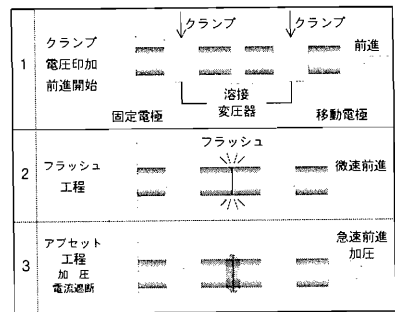 クランプ
クランプ
1
クランプ
電圧印加
前進開始
前進
溶接
変圧器
固定電極
移動電極
フラッシュ
2
フラッシュ
工程
微速前進
3
アプセット
工程
加 圧
電流遮断
急速前進
加圧